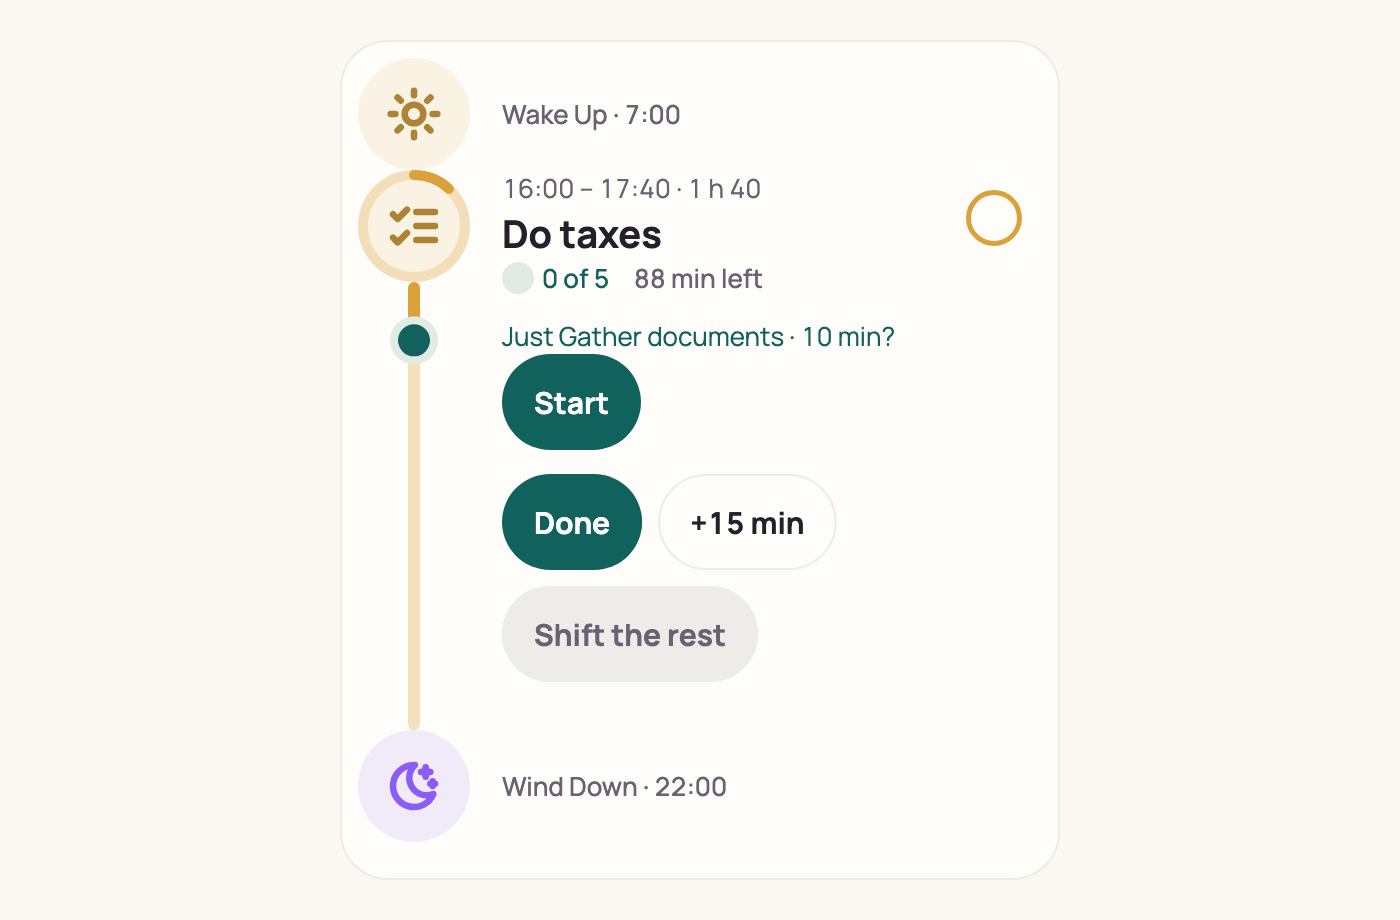 Wake Up · 7:00
16:00 – 17:40 · 1 h 40
Do taxes
0 of 5 88 min left
Just Gather documents · 10 min?
Start
Done +15 min
Shift the rest
Wind Down · 22:00